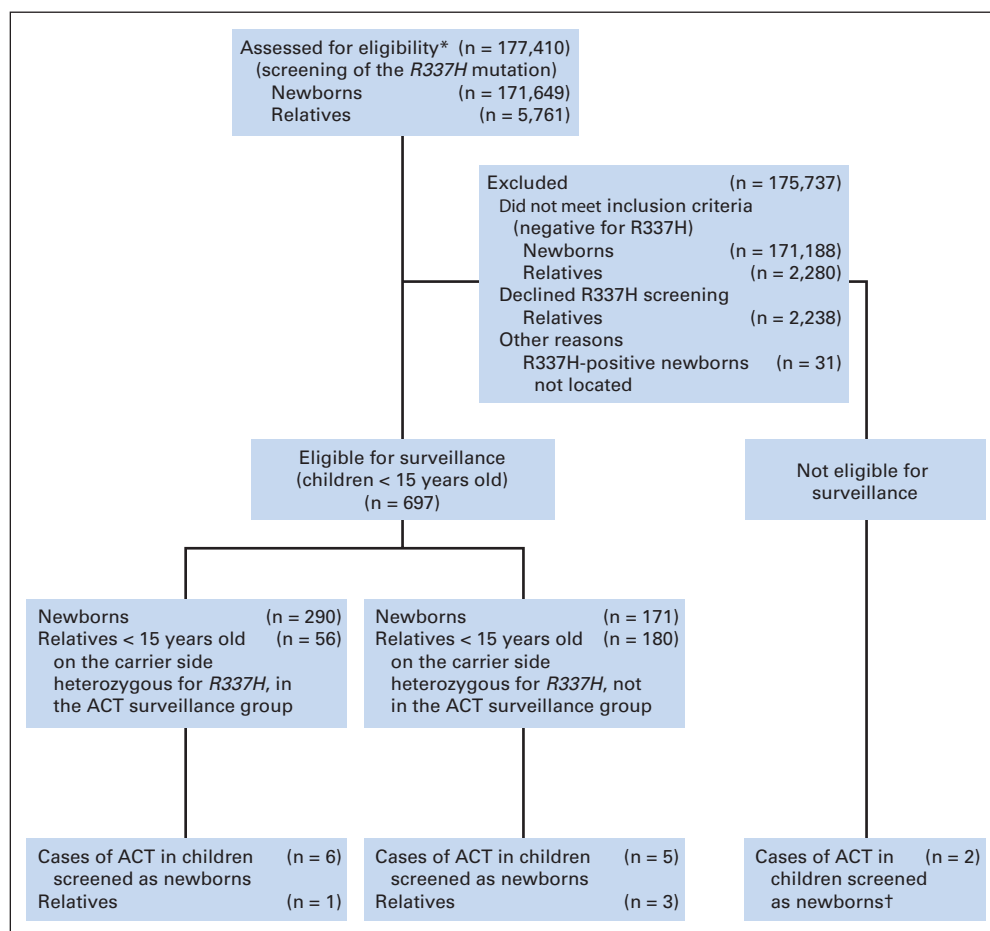 Assessed for eligibility* (n = 177,410)
(screening of the R337H mutation)
Newborns (n = 171,649)
Relatives (n = 5,761)
Excluded (n = 175,737)
Did not meet inclusion criteria
(negative for R337H)
Newborns (n = 171,188)
Relatives (n = 2,280)
Declined R337H screening
Relatives (n = 2,238)
Other reasons
R337H-positive newborns (n = 31)
not located
Eligible for surveillance
(children < 15 years old)
(n = 697)
Not eligible for
surveillance
Newborns (n = 290)
Relatives < 15 years old (n = 56)
on the carrier side
heterozygous for R337H, in
the ACT surveillance group
Newborns (n = 171)
Relatives < 15 years old (n = 180)
on the carrier side
heterozygous for R337H, not
in the ACT surveillance group
Cases of ACT in children (n = 6)
screened as newborns
Relatives (n = 1)
Cases of ACT in children (n = 5)
screened as newborns
Relatives (n = 3)
Cases of ACT in (n = 2)
children screened
as newborns†